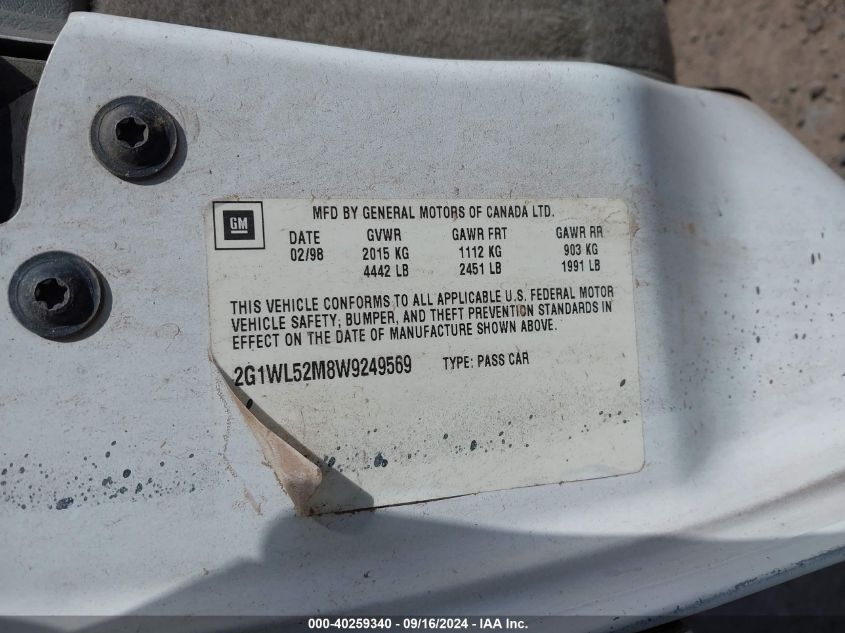 GM
MFD BY GENERAL MOTORS OF CANADA LTD.
DATE GVWR GAWR FRT GAWR RR
02/98 2015 KG 1112 KG 903 KG
4442 LB 2451 LB 1991 LB
THIS VEHICLE CONFORMS TO ALL APPLICABLE U.S. FEDERAL MOTOR
VEHICLE SAFETY, BUMPER, AND THEFT PREVENTION STANDARDS IN
EFFECT ON THE DATE OF MANUFACTURE SHOWN ABOVE.
2G1WL52M8W9249569 TYPE: PASS CAR
000-40259340 - 09/16/2024 - IAA Inc.